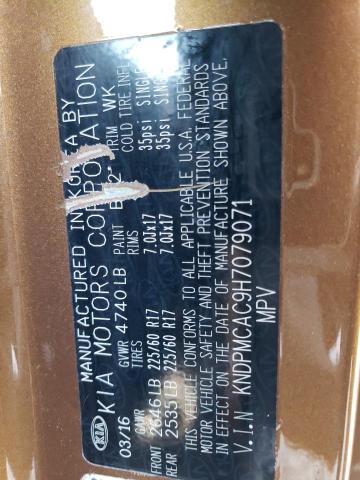 KIA
MANUFACTURED IN KOREA BY
KIA MOTORS CORPORATION
03/16 GVWR 4740LB PAINT TRIM WK
GAWR TIRES RIMS COLD TIRE INFL
FRONT 2646LB 225/60 R17 7.0Jx17 35psi SINGLE
REAR 2535LB 225/60 R17 7.0Jx17 35psi SINGLE
THIS VEHICLE CONFORMS TO ALL APPLICABLE U.S.A. FEDERAL
MOTOR VEHICLE SAFETY AND THEFT PREVENTION STANDARDS
IN EFFECT ON THE DATE OF MANUFACTURE SHOWN ABOVE.
V.I.N KNDPMCAC9H7079071
MPV